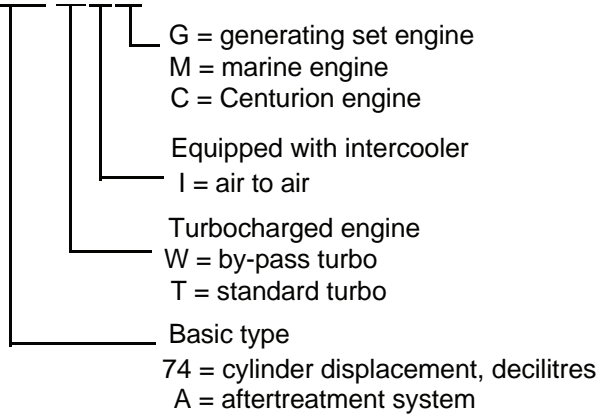 G = generating set engine
M = marine engine
C = Centurion engine
Equipped with intercooler
I = air to air
Turbocharged engine
W = by-pass turbo
T = standard turbo
Basic type
74 = cylinder displacement, decilitres
A = aftertreatment system